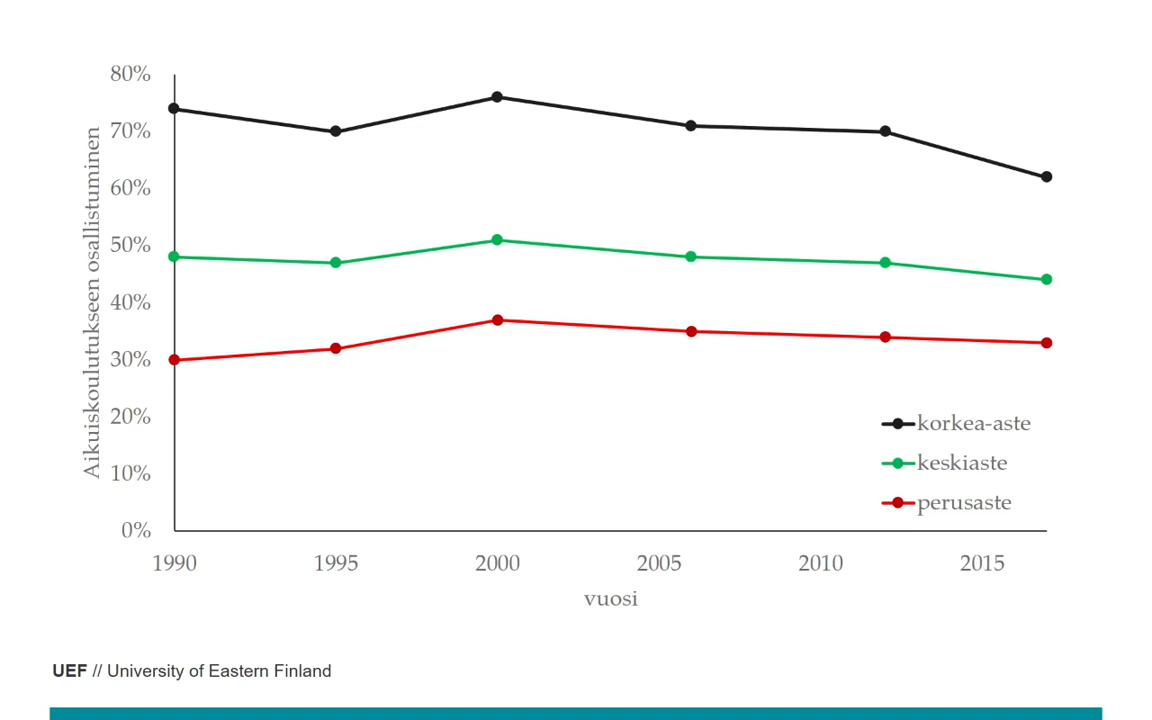 80%
70%
60%
50%
40%
30%
20%
10%
0%
Aikuiskoulutukseen osallistuminen
korkea-aste
keskiaste
perusaste
1990 1995 2000 2005 2010 2015
vuosi
UEF // University of Eastern Finland